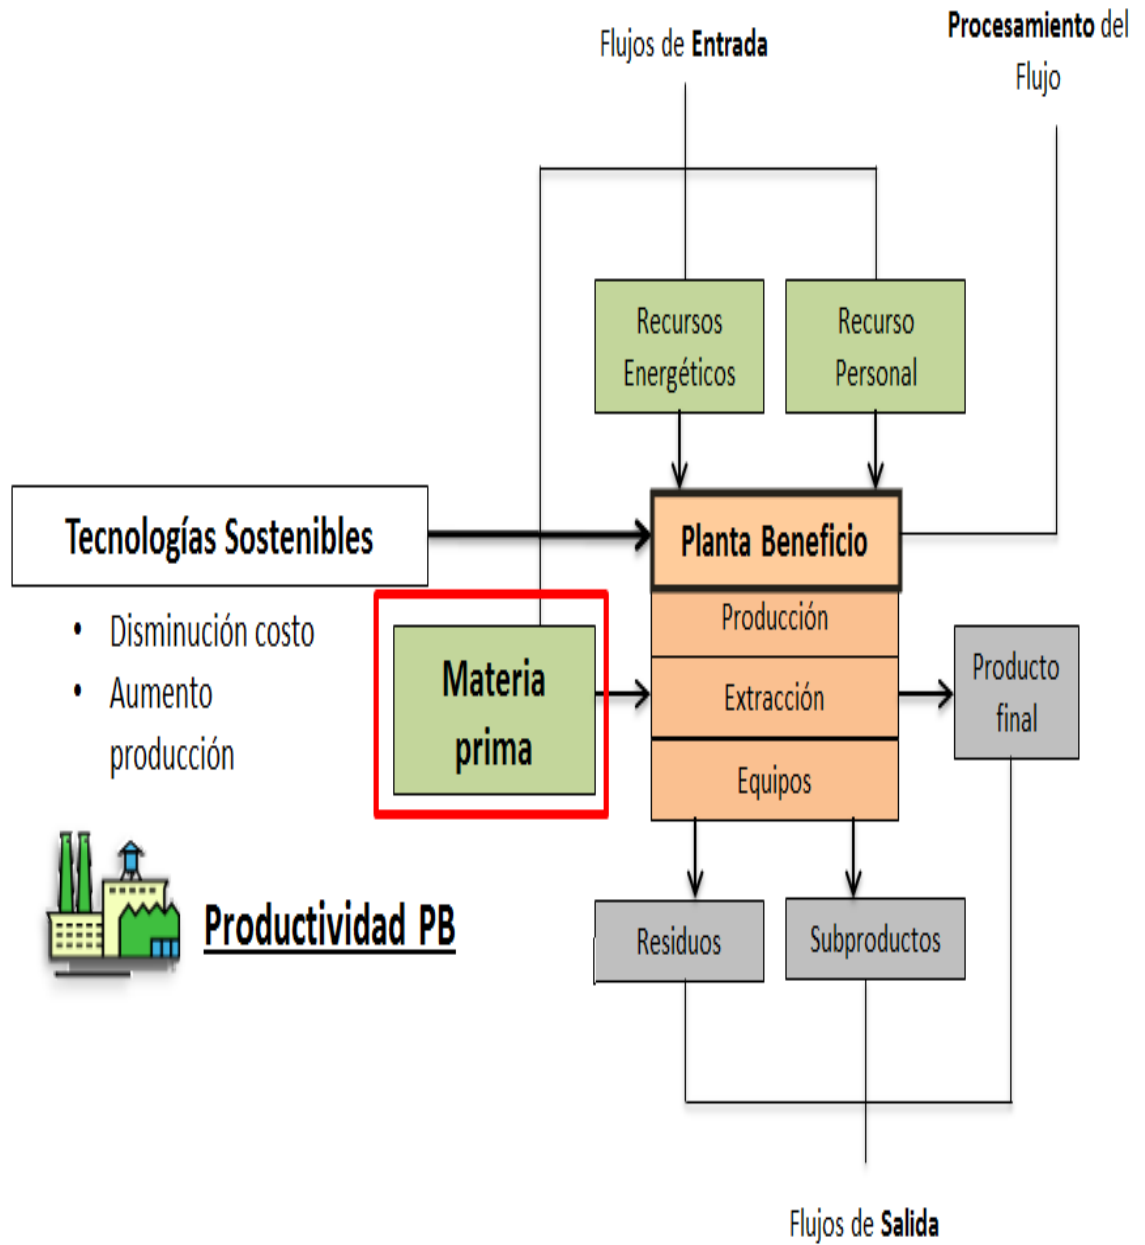 Flujos de Entrada
Procesamiento del
Flujo
Recursos
Energéticos
Recurso
Personal
Tecnologías Sostenibles
Planta Beneficio
• Disminución costo
• Aumento
producción
Materia
prima
Producción
Extracción
Equipos
Producto
final
Productividad PB
Residuos
Subproductos
Flujos de Salida